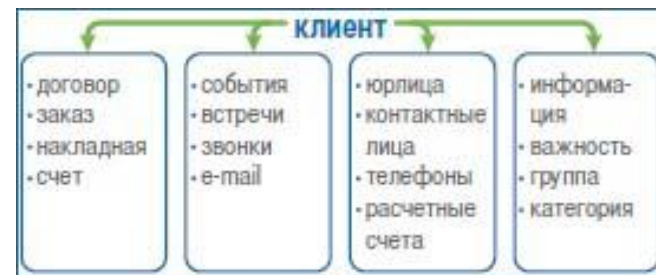 клиент
• договор
• заказ
• накладная
• счет
• события
• встречи
• звонки
• e-mail
• юрлица
• контактные
лица
• телефоны
• расчетные
счета
• информа-
ция
• важность
• группа
• категория